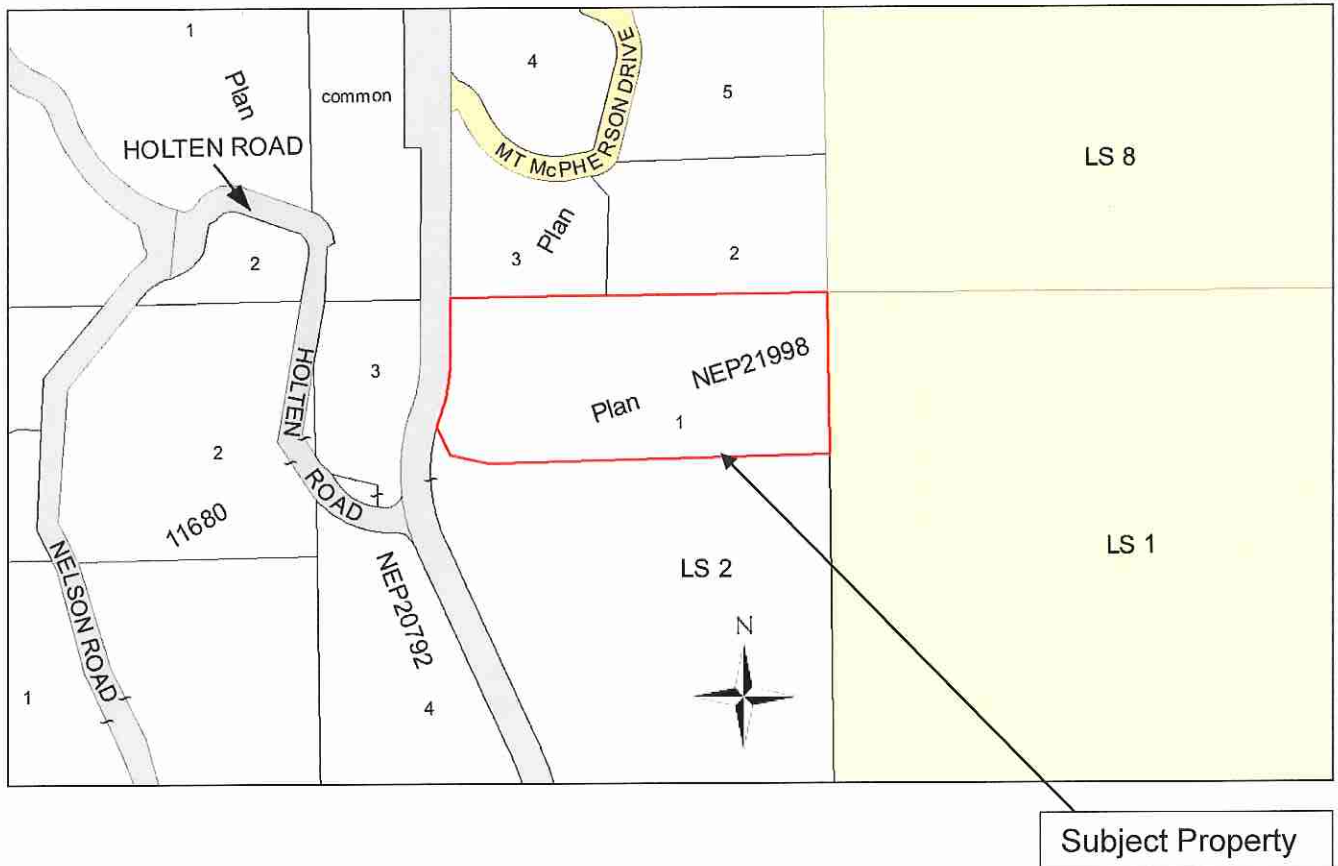 1
Plan
common
4
MT McPHERSON DRIVE
5
HOLTEN ROAD
LS 8
2
3
Plan
2
HOLTEN
ROAD
3
Plan
NEP21998
1
2
11680
NELSON ROAD
NEP20792
LS 2
LS 1
N
1
4
Subject Property